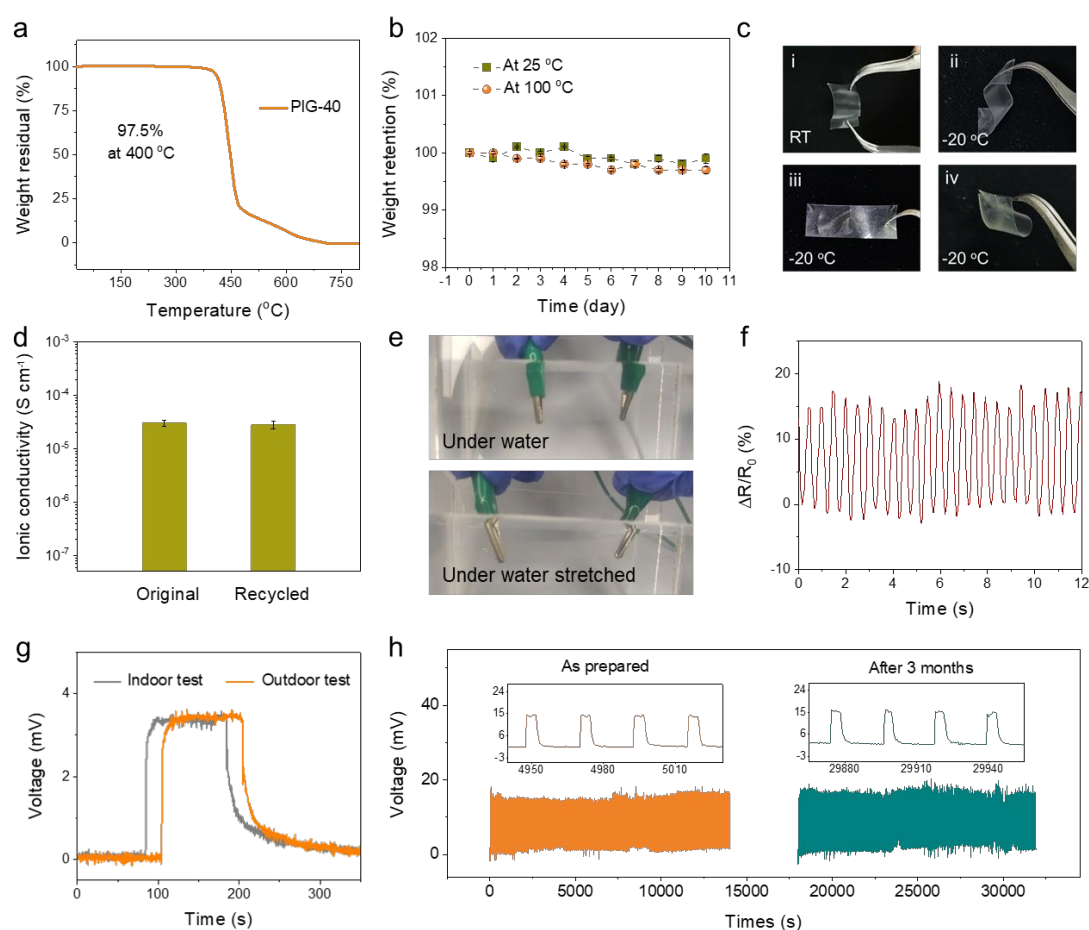 a
Weight residual (%)
100
75
50
25
0
PIG-40
97.5%
at 400 °C
150
300
450
600
750
Temperature (°C)
b
Weight retention (%)
102
101
100
99
98
At 25 °C
At 100 °C
-1 0 1 2 3 4 5 6 7 8 9 10 11
Time (day)
c
i
RT
ii
-20 °C
iii
-20 °C
iv
-20 °C
d
Ionic conductivity (S cm⁻¹)
10⁻³
10⁻⁴
10⁻⁵
10⁻⁶
10⁻⁷
Original
Recycled
e
Under water
Under water stretched
f
ΔR/R₀ (%)
20
10
0
-10
0 2 4 6 8 10 12
Time (s)
g
Voltage (mV)
4
2
0
Indoor test
Outdoor test
0 100 200 300
Time (s)
h
Voltage (mV)
40
20
0
As prepared
24
15
6
-3
4950 4980 5010
After 3 months
24
15
6
-3
29880 29910 29940
0 5000 10000 15000 20000 25000 30000
Times (s)